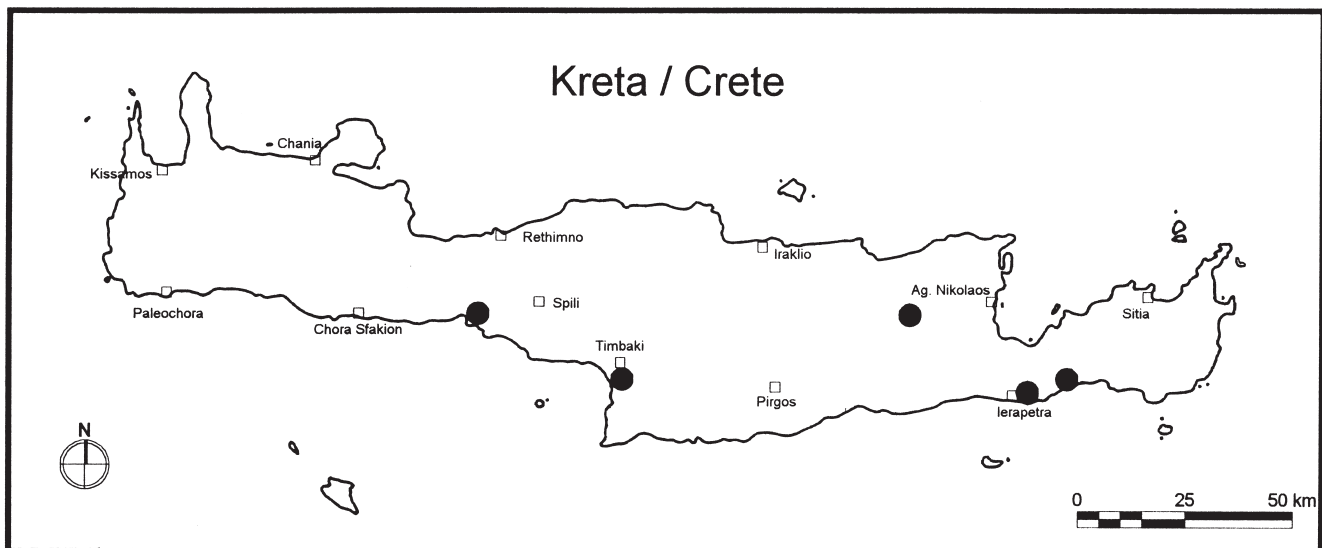 Kreta / Crete
Chania
Kissamos
Rethimno
Iraklio
Ag. Nikolaos
Sitia
Spili
Paleochora
Chora Sfakion
Timbaki
Pirgos
Ierapetra
N
0 25 50 km